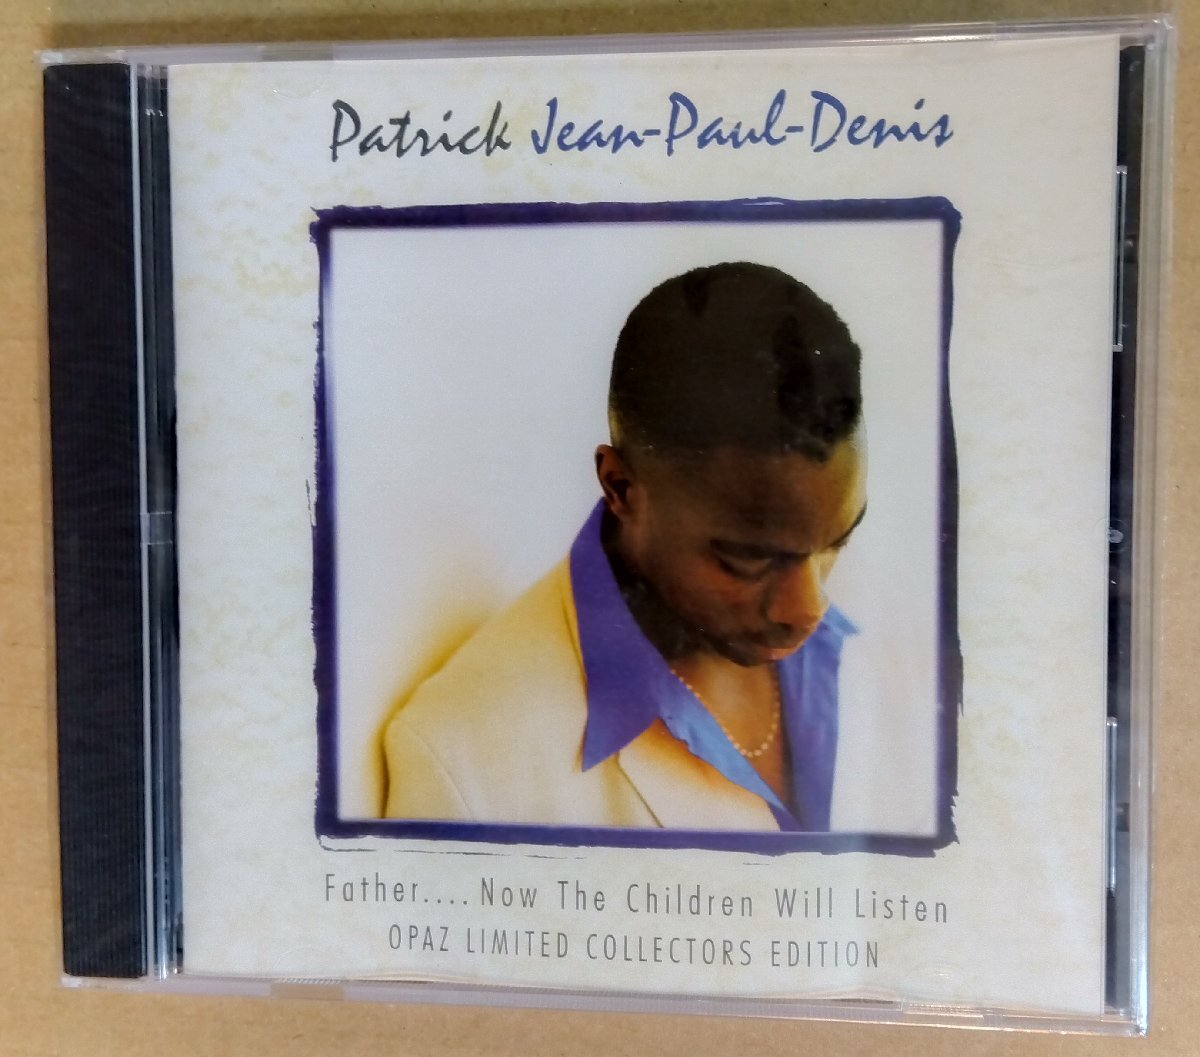 Patrick Jean-Paul-Denis
Father.... Now The Children Will Listen
OPAZ LIMITED COLLECTORS EDITION